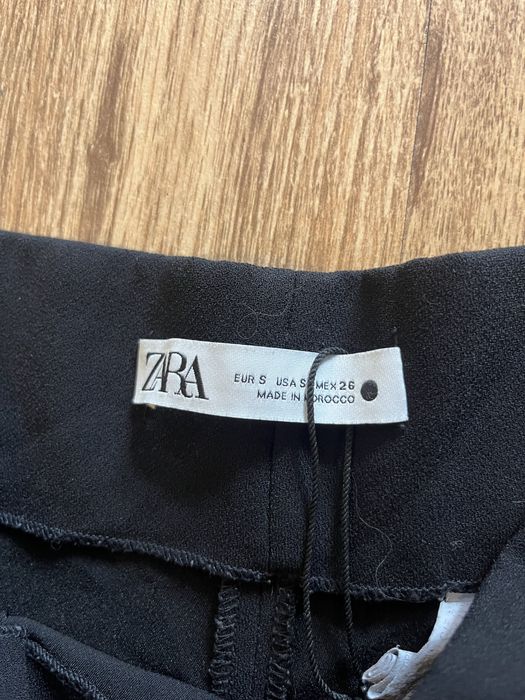 ZARA
EUR S USA S MEX 26
MADE IN MOROCCO